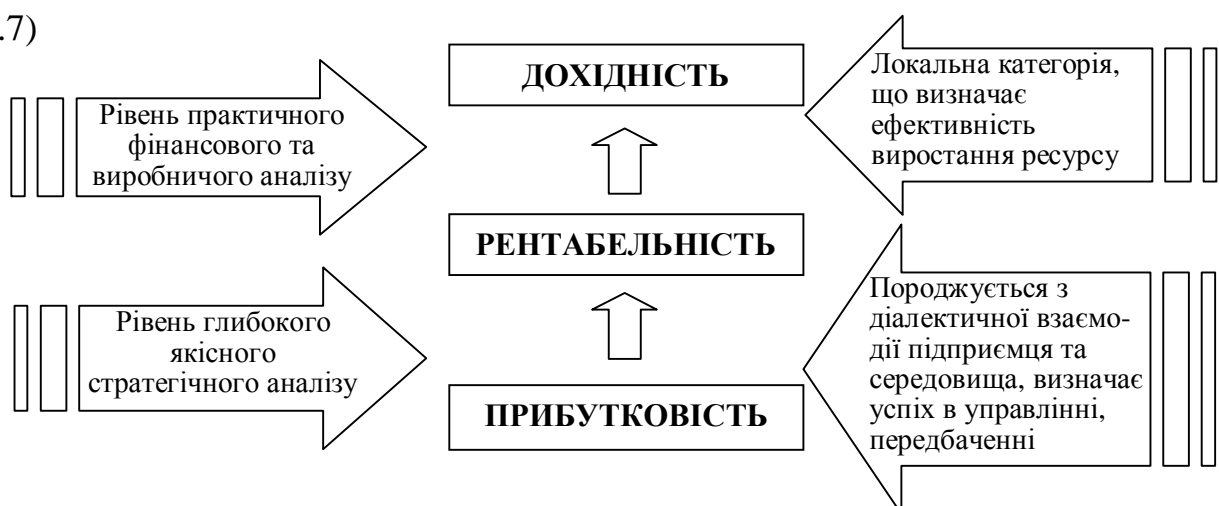 .7)
ДОХІДНІСТЬ
Рівень практичного
фінансового та
виробничого аналізу
Локальна категорія,
що визначає
ефективність
виростання ресурсу
РЕНТАБЕЛЬНІСТЬ
Рівень глибокого
якісного
стратегічного аналізу
Породжується з
діалектичної взаємо-
дії підприємця та
середовища, визначає
успіх в управлінні,
передбаченні
ПРИБУТКОВІСТЬ